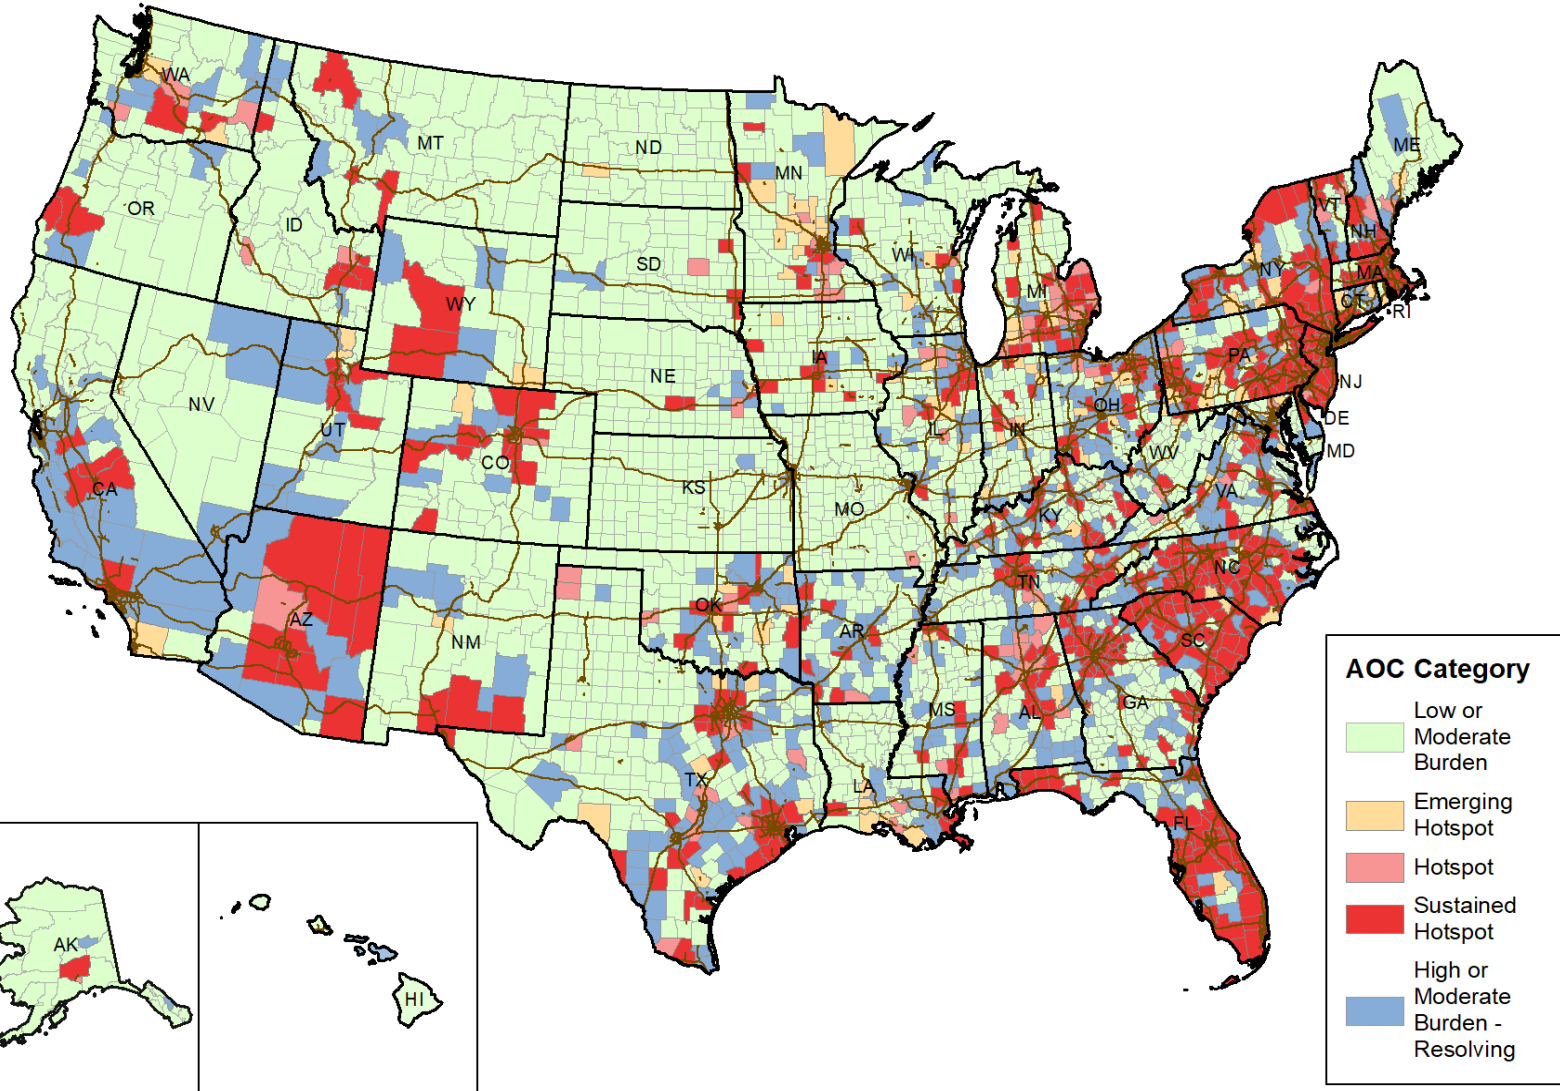 WA
MT
ND
MN
ME
OR
ID
SD
WI
VT
NH
NY
MA
MI
CT
RI
WY
IA
PA
NE
NJ
NV
OH
DE
UT
IL
IN
MD
CO
WV
CA
KS
VA
MO
KY
NC
TN
OK
AZ
AR
NM
SC
MS
AL
GA
TX
LA
FL
AK
HI
AOC Category
Low or
Moderate
Burden
Emerging
Hotspot
Hotspot
Sustained
Hotspot
High or
Moderate
Burden -
Resolving